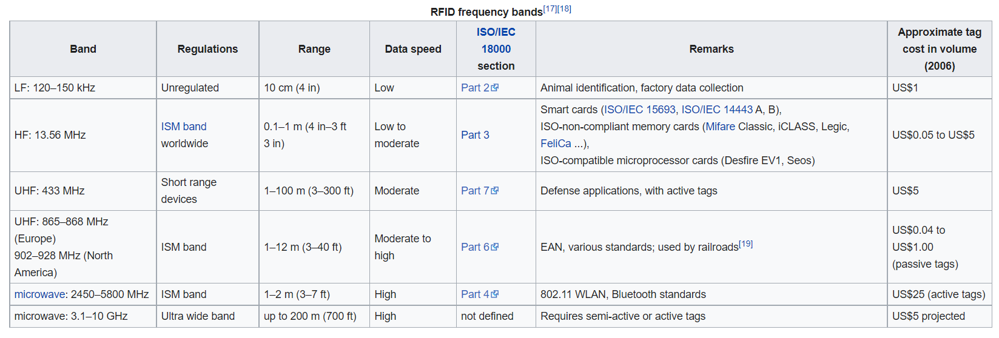 RFID frequency bands[17][18]
Band Regulations Range Data speed ISO/IEC 18000 section Remarks Approximate tag cost in volume (2006)
LF: 120–150 kHz Unregulated 10 cm (4 in) Low Part 2 Animal identification, factory data collection US$1
HF: 13.56 MHz ISM band worldwide 0.1–1 m (4 in–3 ft 3 in) Low to moderate Part 3 Smart cards (ISO/IEC 15693, ISO/IEC 14443 A, B),
ISO-non-compliant memory cards (Mifare Classic, iCLASS, Legic,
FeliCa ...),
ISO-compatible microprocessor cards (Desfire EV1, Seos) US$0.05 to US$5
UHF: 433 MHz Short range devices 1–100 m (3–300 ft) Moderate Part 7 Defense applications, with active tags US$5
UHF: 865–868 MHz
(Europe)
902–928 MHz (North
America) ISM band 1–12 m (3–40 ft) Moderate to high Part 6 EAN, various standards; used by railroads[19] US$0.04 to
US$1.00
(passive tags)
microwave: 2450–5800 MHz ISM band 1–2 m (3–7 ft) High Part 4 802.11 WLAN, Bluetooth standards US$25 (active tags)
microwave: 3.1–10 GHz Ultra wide band up to 200 m (700 ft) High not defined Requires semi-active or active tags US$5 projected